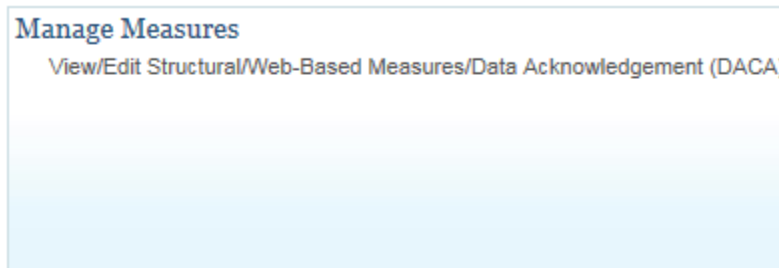 Manage Measures
View/Edit Structural/Web-Based Measures/Data Acknowledgement (DACA)